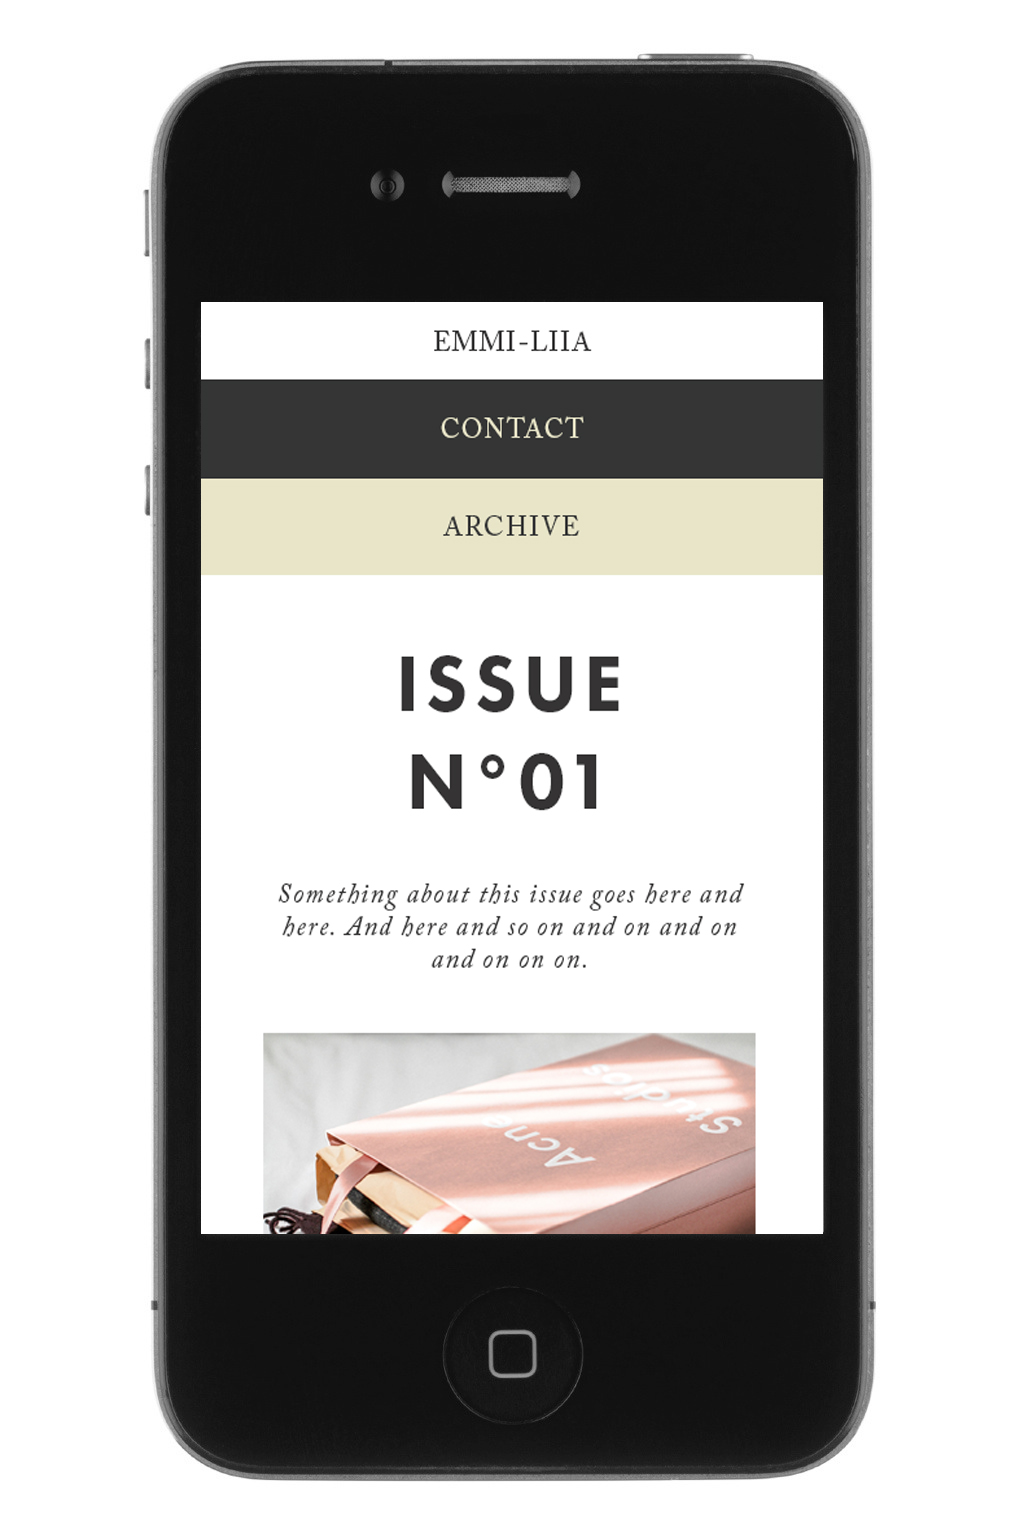 EMMI-LIIA
CONTACT
ARCHIVE
ISSUE
N°01
Something about this issue goes here and
here. And here and so on and on and on
and on on on.
Acne
Studios